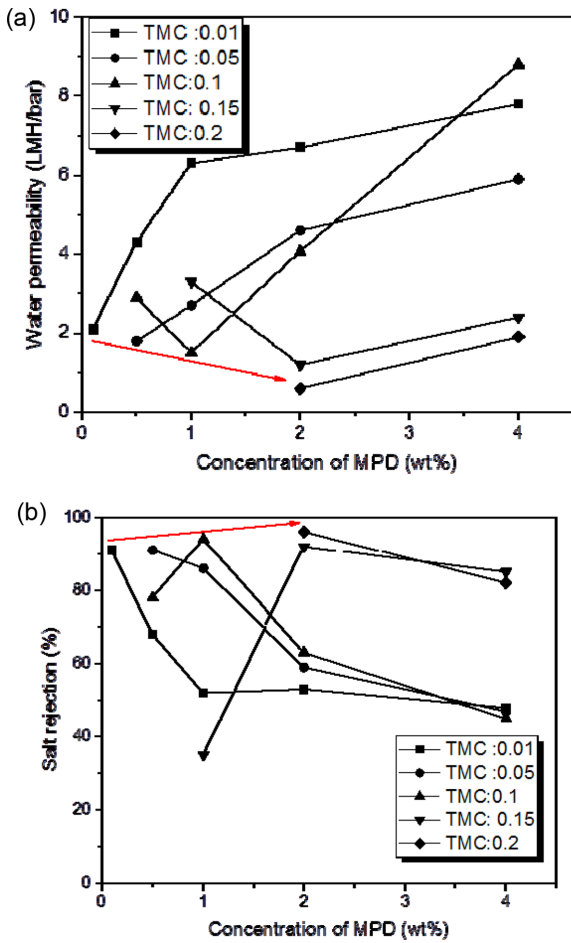 (a)
10
8
6
4
2
0
Water permeability (LMH/bar)
TMC :0.01
TMC :0.05
TMC:0.1
TMC: 0.15
TMC:0.2
0 1 2 3 4
Concentration of MPD (wt%)
(b)
100
80
60
40
20
0
Salt rejection (%)
TMC :0.01
TMC :0.05
TMC:0.1
TMC: 0.15
TMC:0.2
0 1 2 3 4
Concentration of MPD (wt%)